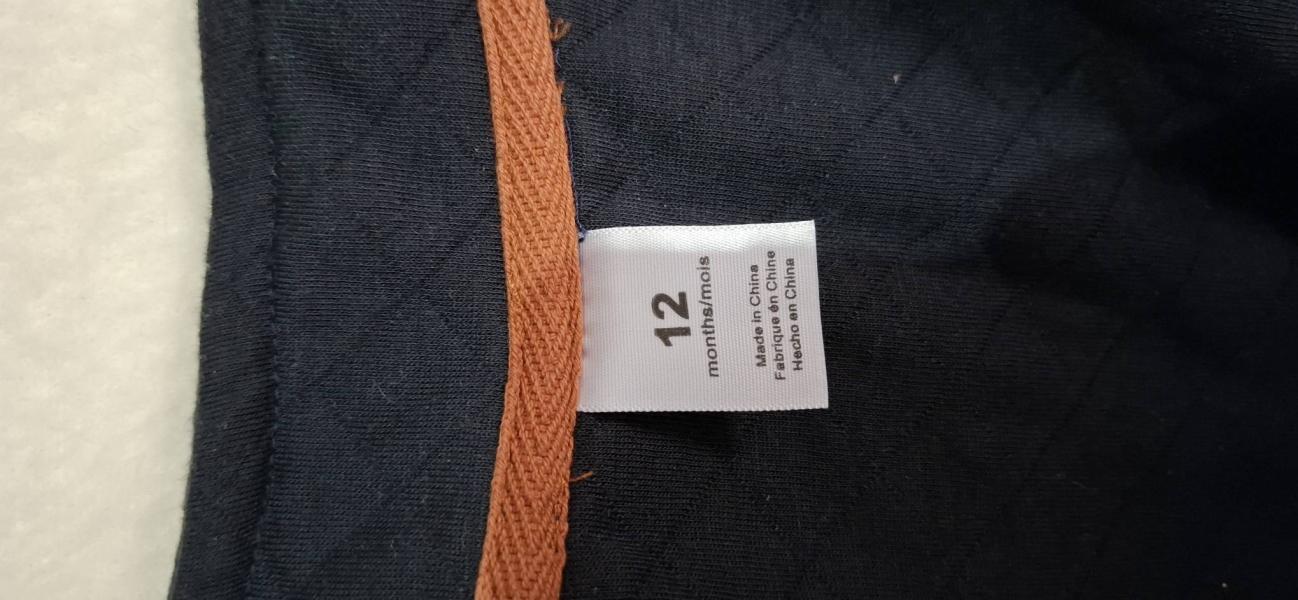 12
months/mois
Made in China
Fabriqué en Chine
Hecho en China